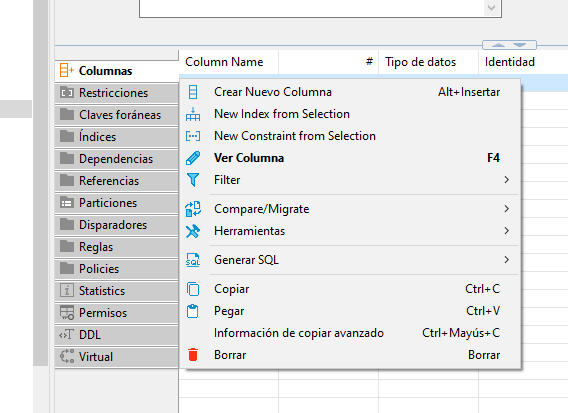 Column Name # Tipo de datos Identidad
Columnas
Restricciones
Claves foráneas
Índices
Dependencias
Referencias
Particiones
Disparadores
Reglas
Policies
Statistics
Permisos
DDL
Virtual
Crear Nuevo Columna Alt+Insertar
New Index from Selection
New Constraint from Selection
Ver Columna F4
Filter
Compare/Migrate
Herramientas
SQL Generar SQL
Copiar Ctrl+C
Pegar Ctrl+V
Información de copiar avanzado Ctrl+Mayús+C
Borrar Borrar